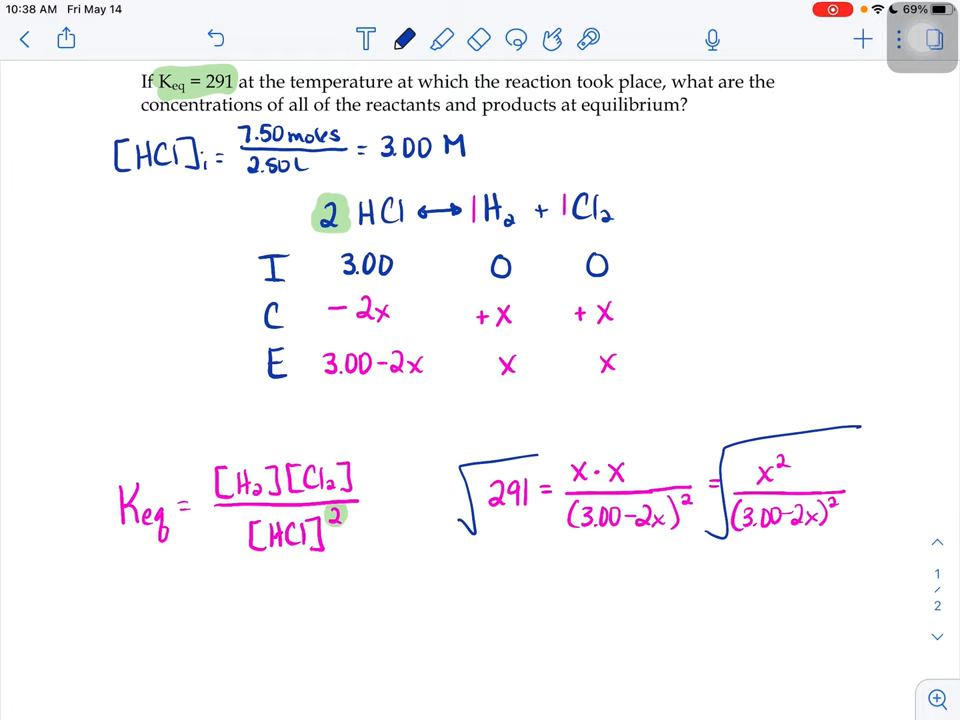 10:38 AM Fri May 14 69%
If Keq = 291 at the temperature at which the reaction took place, what are the
concentrations of all of the reactants and products at equilibrium?
[HCl]i = 7.50 moles / 2.50 L = 3.00 M
2 HCl ↔ 1 H₂ + 1 Cl₂
I 3.00 0 0
C - 2x + x + x
E 3.00 - 2x x x
Keq = [H₂][Cl₂] / [HCl]²
√291 = x · x / (3.00 - 2x)² = √(x² / (3.00 - 2x)²)
1
/
2